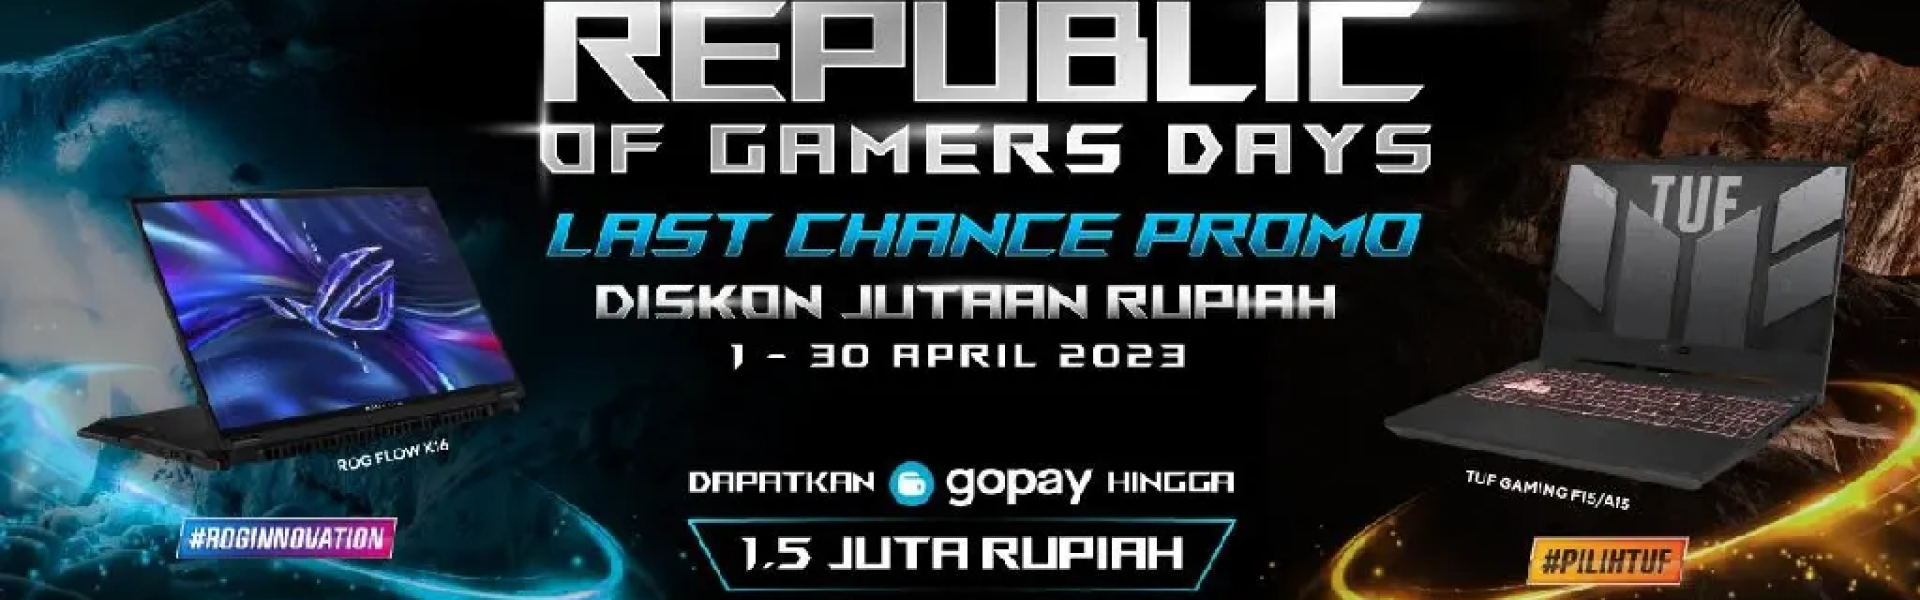 REPUBLIC
OF GAMERS DAYS
LAST CHANCE PROMO
DISKON JUTAAN RUPIAH
1 - 30 APRIL 2023
TUF
ROG FLOW X16
#ROGINNOVATION
DAPATKAN gopay HINGGA
1,5 JUTA RUPIAH
TUF GAMING F15/A15
#PILIHTUF